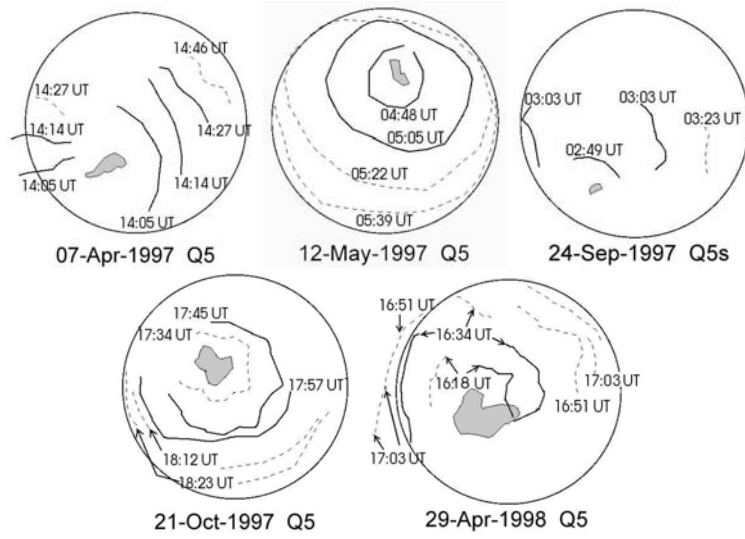 14:46 UT
14:27 UT
14:14 UT
14:05 UT
14:27 UT
14:14 UT
14:05 UT
07-Apr-1997 Q5
04:48 UT
05:05 UT
05:22 UT
05:39 UT
12-May-1997 Q5
03:03 UT
03:03 UT
03:23 UT
02:49 UT
24-Sep-1997 Q5s
17:45 UT
17:34 UT
17:57 UT
18:12 UT
18:23 UT
21-Oct-1997 Q5
16:51 UT
16:34 UT
16:18 UT
17:03 UT
16:51 UT
17:03 UT
29-Apr-1998 Q5